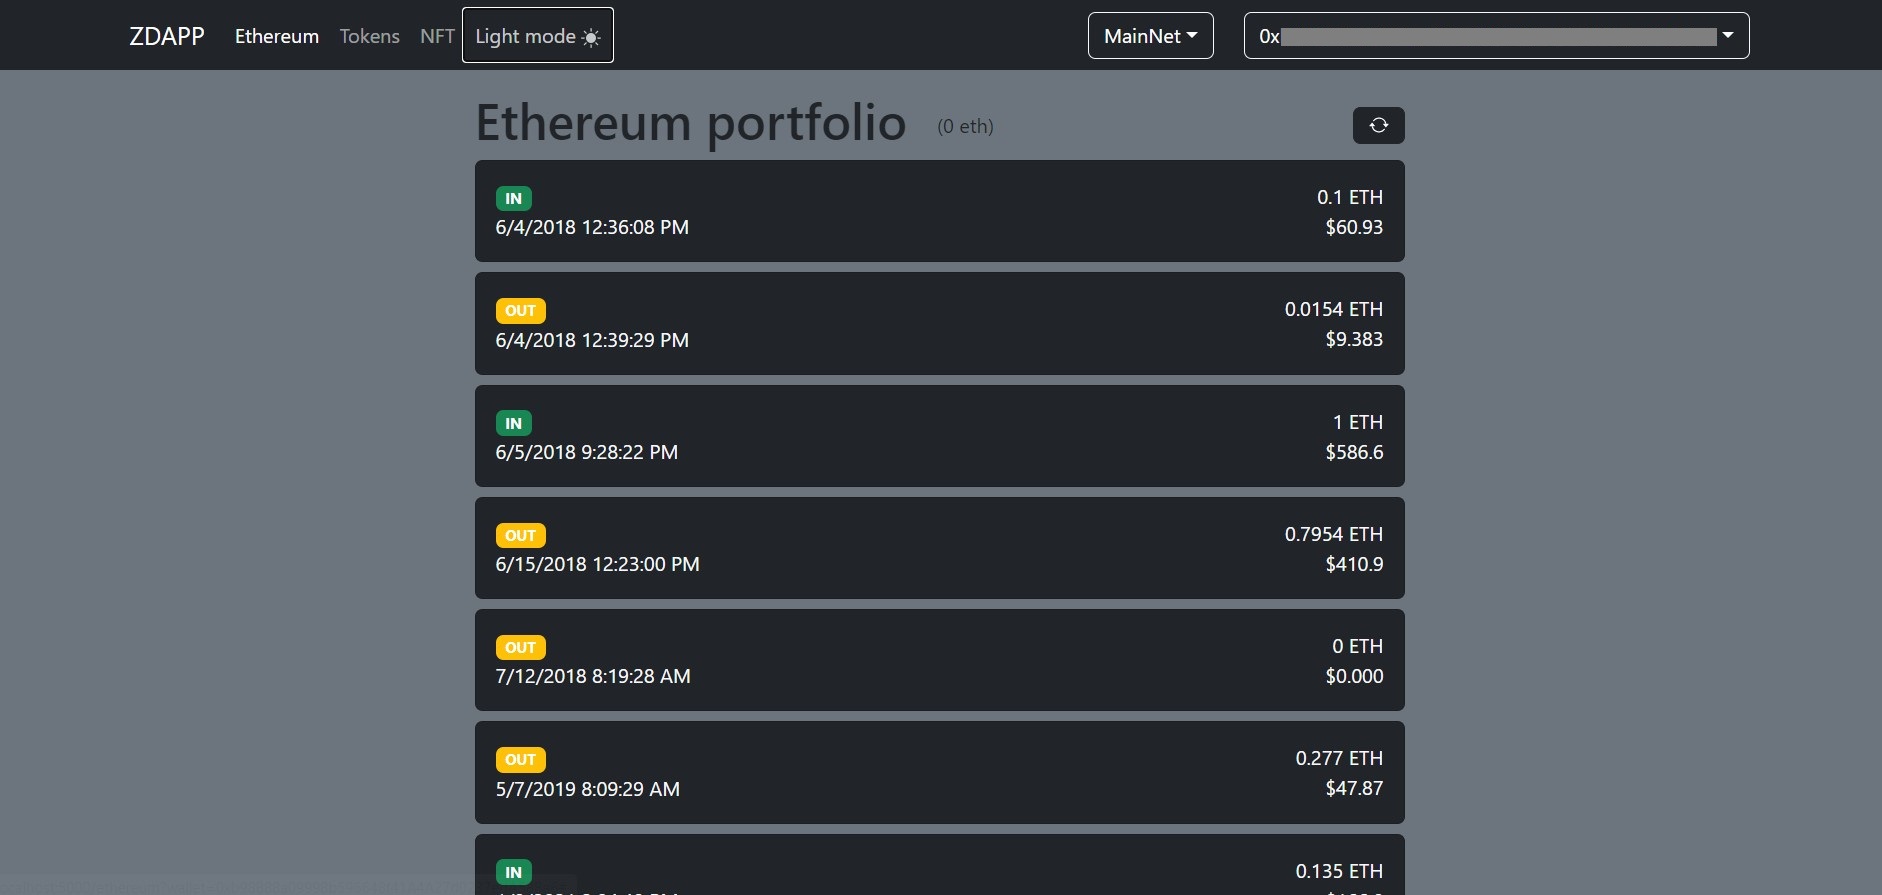 ZDAPP Ethereum Tokens NFT Light mode MainNet 0x
Ethereum portfolio (0 eth)
IN 0.1 ETH
6/4/2018 12:36:08 PM $60.93
OUT 0.0154 ETH
6/4/2018 12:39:29 PM $9.383
IN 1 ETH
6/5/2018 9:28:22 PM $586.6
OUT 0.7954 ETH
6/15/2018 12:23:00 PM $410.9
OUT 0 ETH
7/12/2018 8:19:28 AM $0.000
OUT 0.277 ETH
5/7/2019 8:09:29 AM $47.87
IN 0.135 ETH